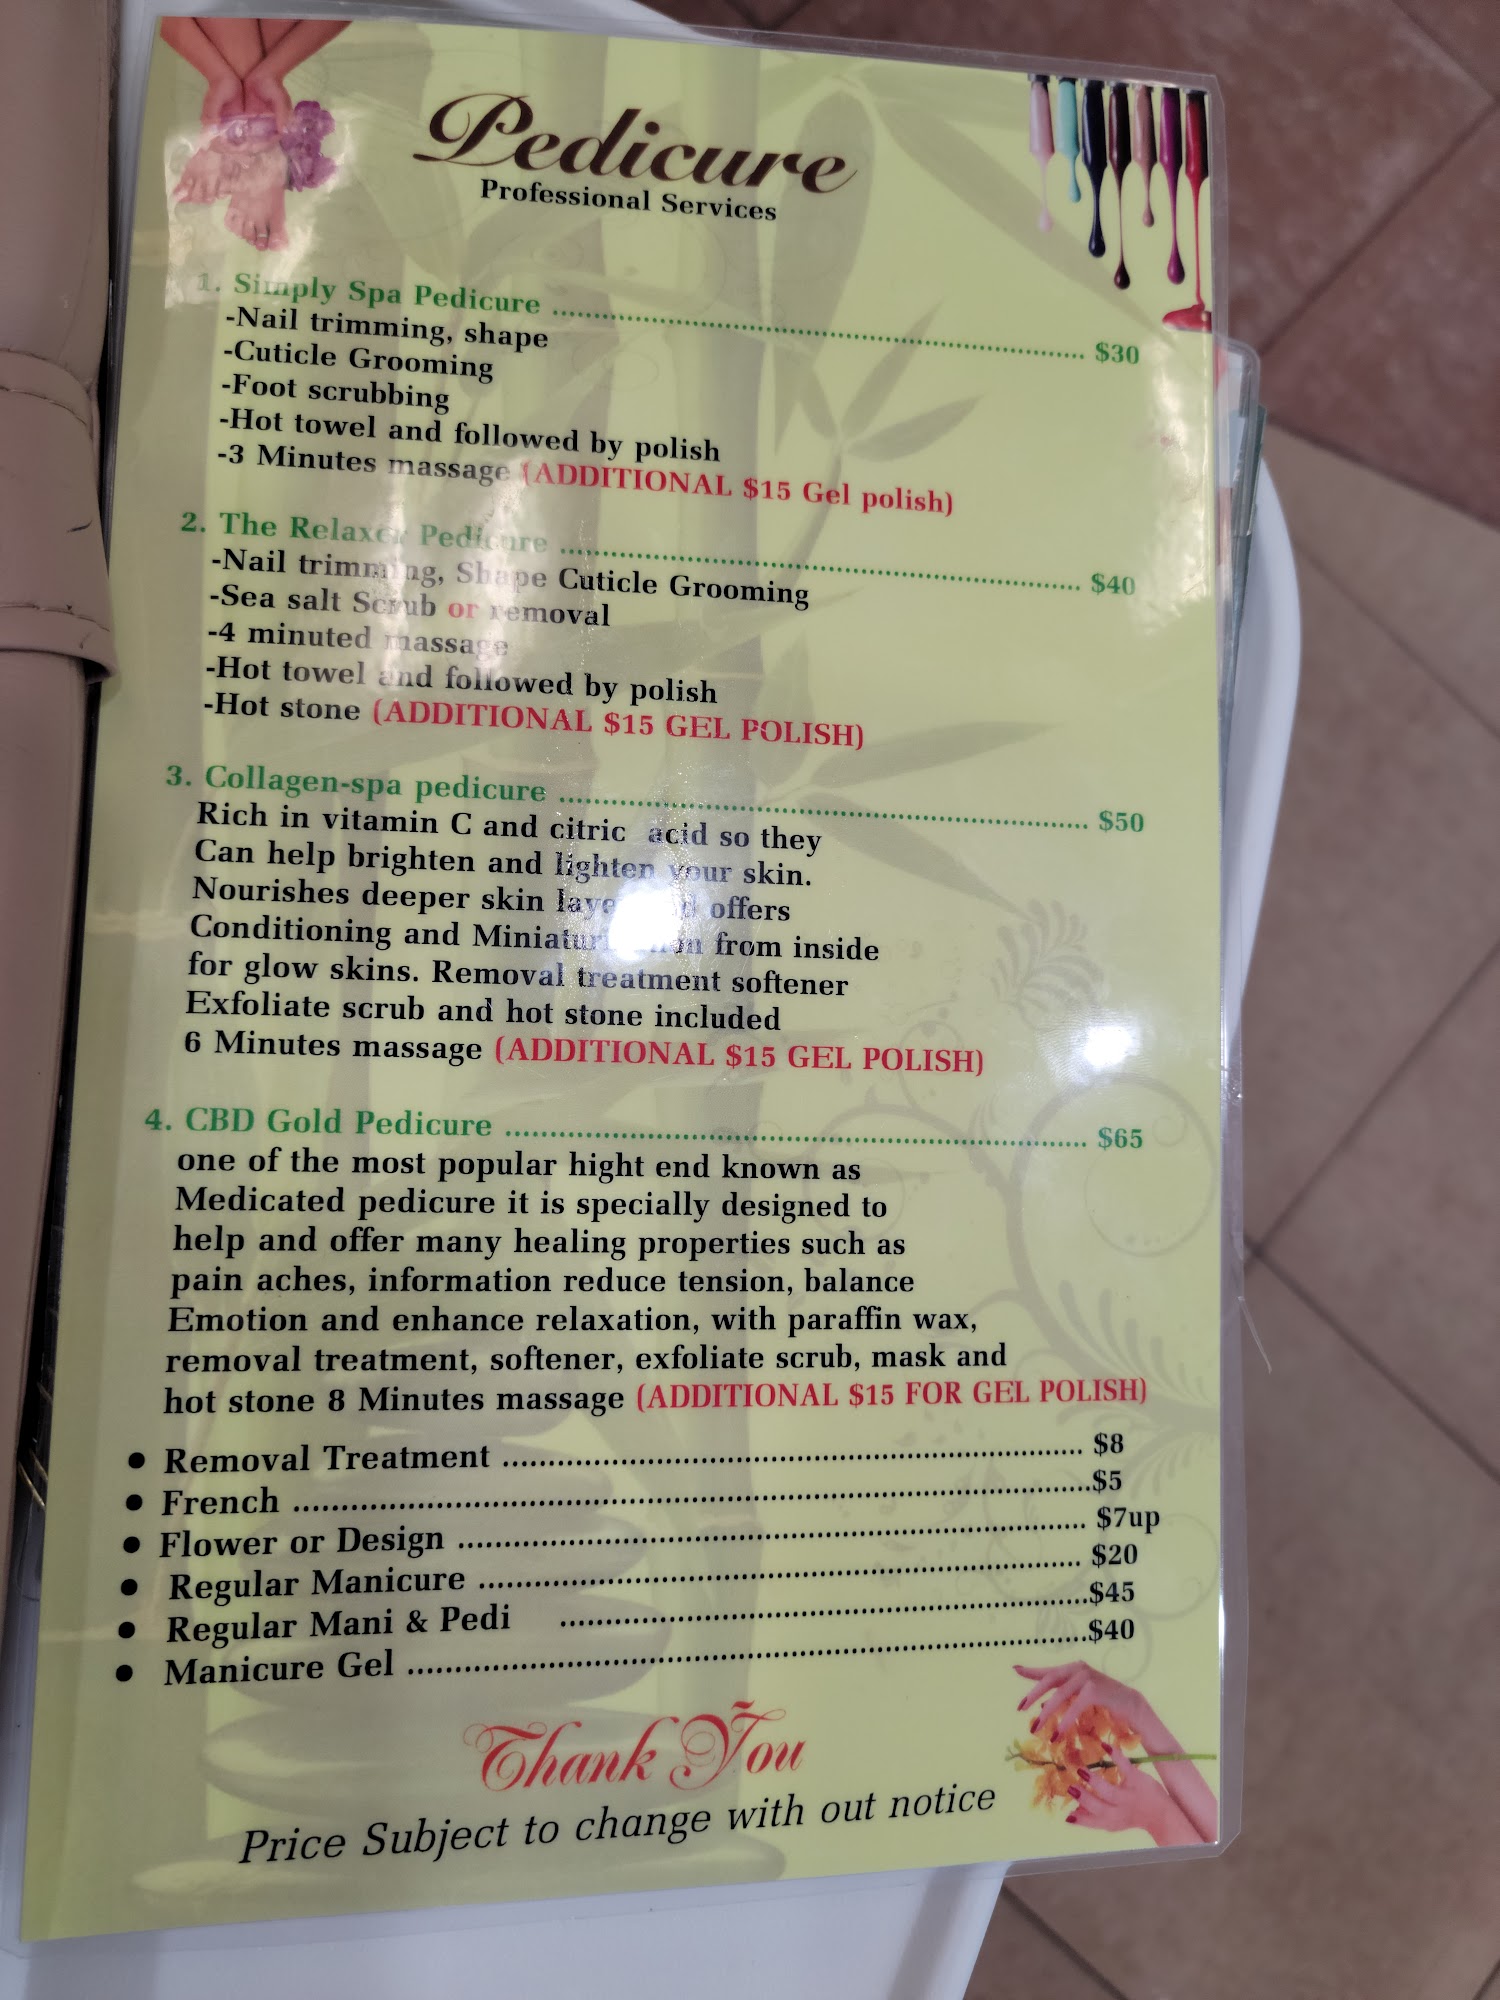 Pedicure
Professional Services
1. Simply Spa Pedicure ........................................ $30
-Nail trimming, shape
-Cuticle Grooming
-Foot scrubbing
-Hot towel and followed by polish
-3 Minutes massage (ADDITIONAL $15 Gel polish)
2. The Relaxer Pedicure ........................................ $40
-Nail trimming, Shape Cuticle Grooming
-Sea salt Scrub or removal
-4 minuted massage
-Hot towel and followed by polish
-Hot stone (ADDITIONAL $15 GEL POLISH)
3. Collagen-spa pedicure ........................................ $50
Rich in vitamin C and citric acid so they
Can help brighten and lighten your skin.
Nourishes deeper skin offers
Conditioning and from inside
for glow skins. Removal treatment softener
Exfoliate scrub and hot stone included
6 Minutes massage (ADDITIONAL $15 GEL POLISH)
4. CBD Gold Pedicure ........................................ $65
one of the most popular hight end known as
Medicated pedicure it is specially designed to
help and offer many healing properties such as
pain aches, information reduce tension, balance
Emotion and enhance relaxation, with paraffin wax,
removal treatment, softener, exfoliate scrub, mask and
hot stone 8 Minutes massage (ADDITIONAL $15 FOR GEL POLISH)
• Removal Treatment ........................................ $8
• French ........................................$5
• Flower or Design ........................................ $7up
• Regular Manicure ........................................ $20
• Regular Mani & Pedi ........................................$45
• Manicure Gel ........................................$40
Thank You
Price Subject to change with out notice